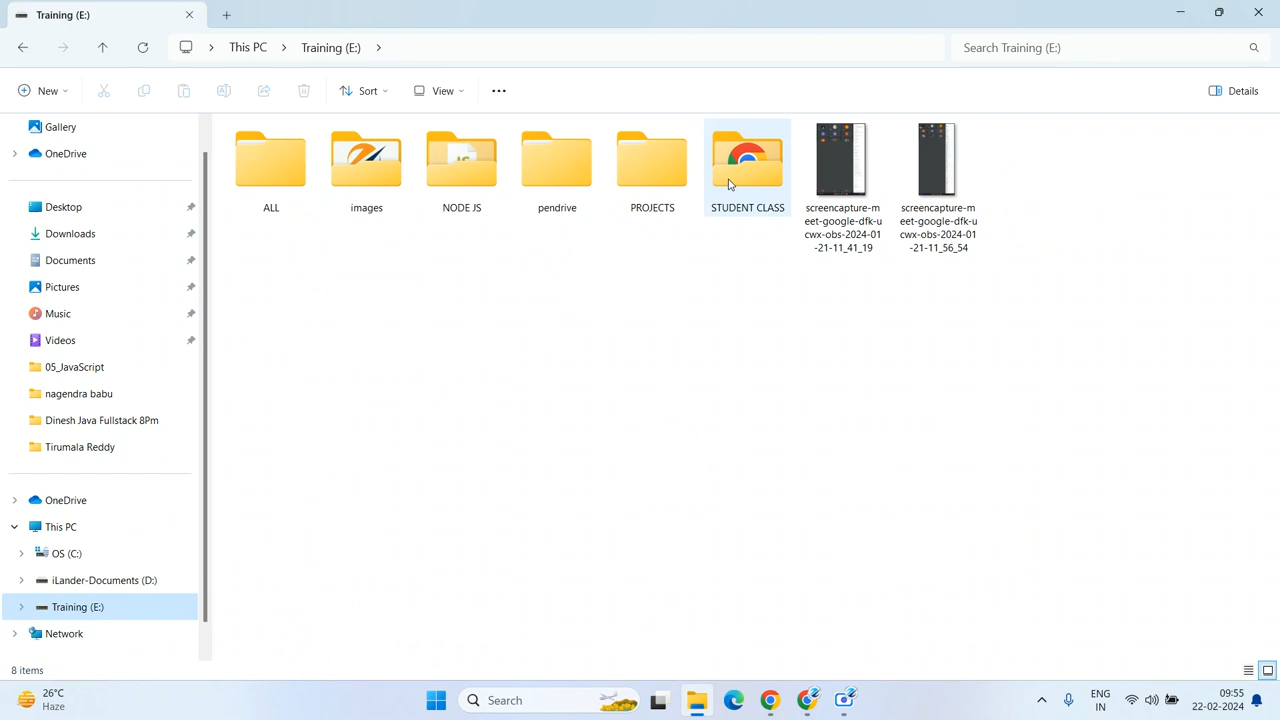 Training (E:)
This PC
Training (E:)
Search Training (E:)
New
Sort
View
Details
Gallery
OneDrive
Desktop
Downloads
Documents
Pictures
Music
Videos
05_JavaScript
nagendra babu
Dinesh Java Fullstack 8Pm
Tirumala Reddy
OneDrive
This PC
OS (C:)
iLander-Documents (D:)
Training (E:)
Network
ALL
images
NODE JS
pendrive
PROJECTS
STUDENT CLASS
screencapture-m
eet-google-dfk-u
cwx-obs-2024-01
-21-11_41_19
screencapture-m
eet-google-dfk-u
cwx-obs-2024-01
-21-11_56_54
8 items
26°C
Haze
Search
ENG
IN
09:55
22-02-2024